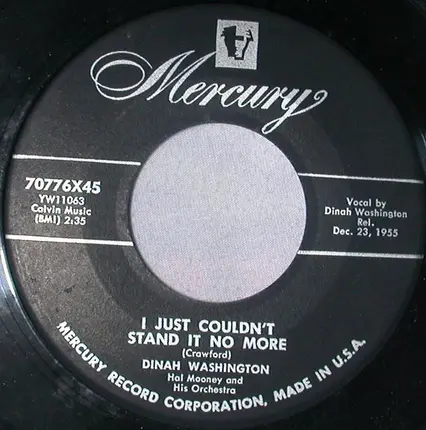 Mercury
70776X45
YW11063
Calvin Music
(BMI) 2:35
Vocal by
Dinah Washington
Rel.
Dec. 23, 1955
I JUST COULDN'T
STAND IT NO MORE
(Crawford)
DINAH WASHINGTON
Hal Mooney and
His Orchestra
MERCURY RECORD CORPORATION, MADE IN U.S.A.